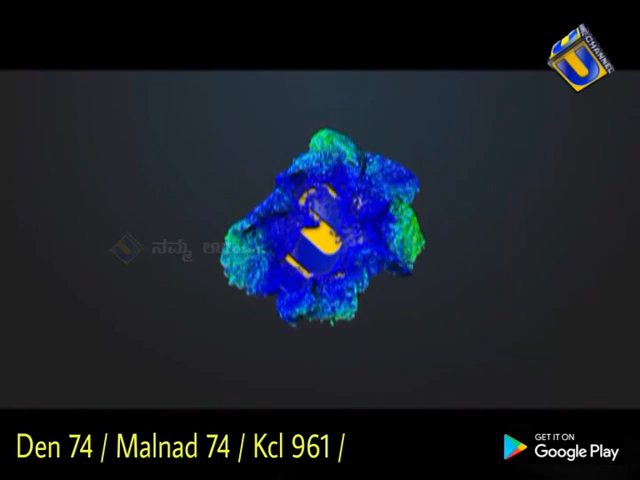 U
CHANNEL
ನಮ್ಮ
Den 74 / Malnad 74 / Kcl 961 /
GET IT ON
Google Play